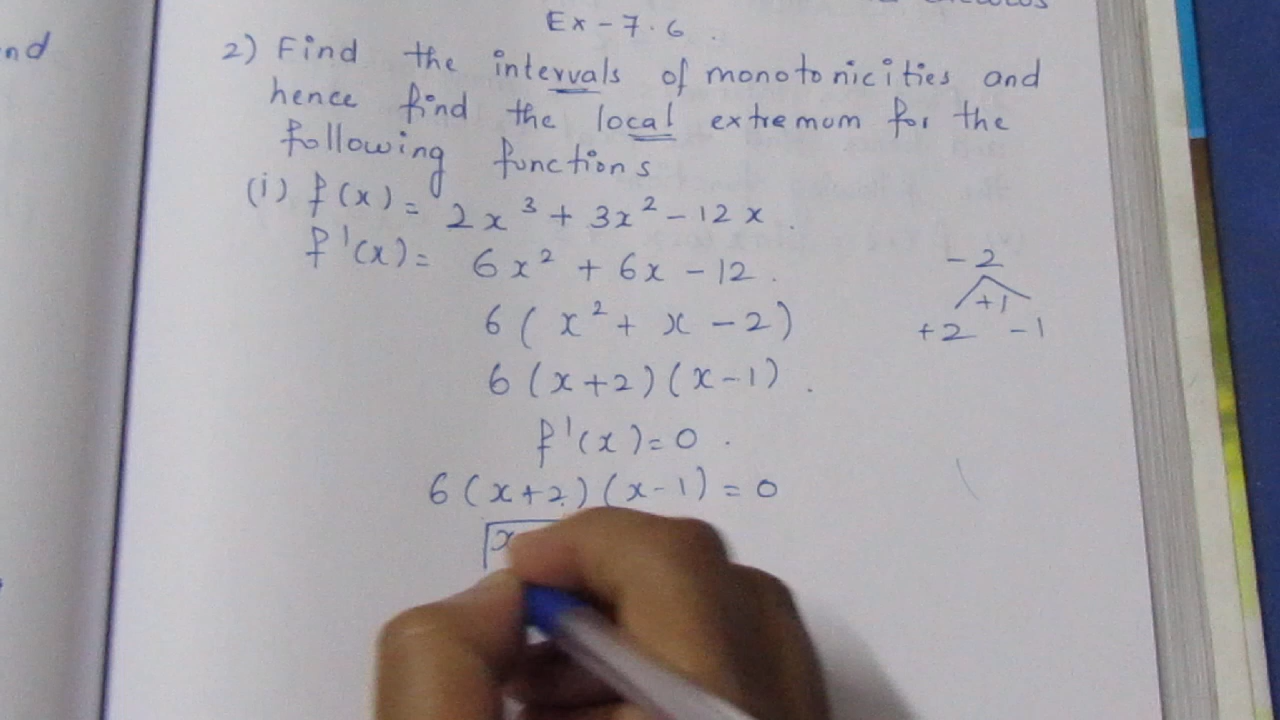 nd
Ex - 7.6.
2) Find the intervals of monotonicities and
hence find the local extremum for the
following functions
(i) f(x) = 2x³ + 3x² - 12x.
f'(x) = 6x² + 6x - 12.
-2
+1
6(x² + x - 2)
+2 -1
6(x+2)(x-1).
f'(x) = 0.
6(x+2)(x-1) = 0
x